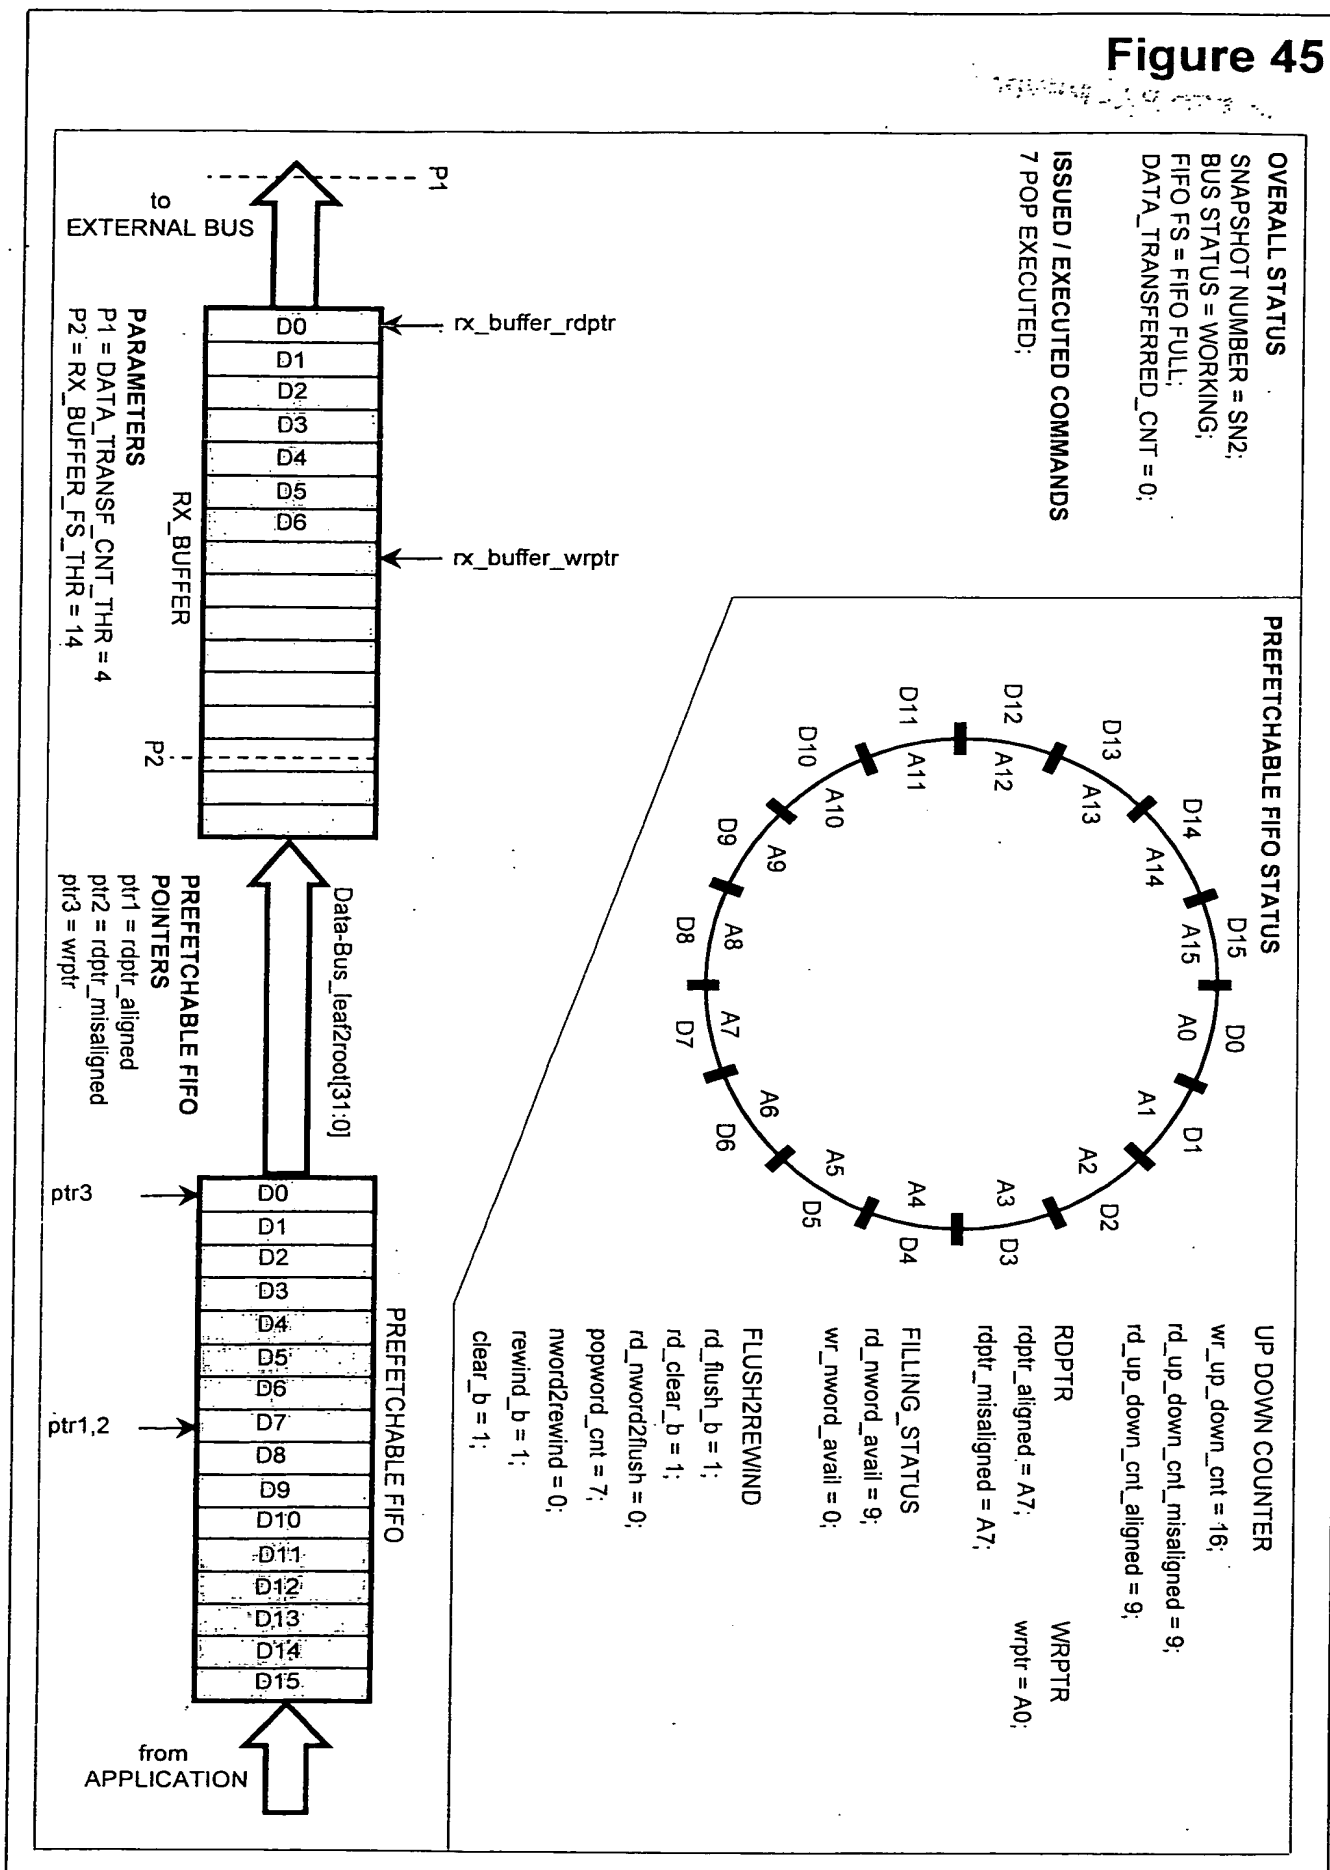 Figure 45
OVERALL STATUS
SNAPSHOT NUMBER = SN2;
BUS STATUS = WORKING;
FIFO FS = FIFO FULL;
DATA_TRANSFERRED_CNT = 0;
ISSUED / EXECUTED COMMANDS
7 POP EXECUTED;
PREFETCHABLE FIFO STATUS
D0
A0
D1
A1
D2
A2
D3
A3
D4
A4
D5
A5
D6
A6
D7
A7
D8
A8
D9
A9
D10
A10
D11
A11
D12
A12
D13
A13
D14
A14
D15
A15
UP DOWN COUNTER
wr_up_down_cnt = 16;
rd_up_down_cnt_misaligned = 9;
rd_up_down_cnt_aligned = 9;
RDPTR
rdptr_aligned = A7;
rdptr_misaligned = A7;
WRPTR
wrptr = A0;
FILLING_STATUS
rd_nword_avail = 9;
wr_nword_avail = 0;
FLUSH2REWIND
rd_flush_b = 1;
rd_clear_b = 1;
rd_nword2flush = 0;
popword_cnt = 7;
nword2rewind = 0;
rewind_b = 1;
clear_b = 1;
P1
to
EXTERNAL BUS
rx_buffer_rdptr
D0
D1
D2
D3
D4
D5
D6
rx_buffer_wrptr
RX_BUFFER
P2
PARAMETERS
P1 = DATA_TRANSF_CNT_THR = 4
P2 = RX_BUFFER_FS_THR = 14
Data-Bus_leaf2root[31:0]
PREFETCHABLE FIFO
POINTERS
ptr1 = rdptr_aligned
ptr2 = rdptr_misaligned
ptr3 = wrptr
PREFETCHABLE FIFO
ptr3
D0
D1
D2
D3
D4
D5
D6
ptr1,2
D7
D8
D9
D10
D11
D12
D13
D14
D15
from
APPLICATION